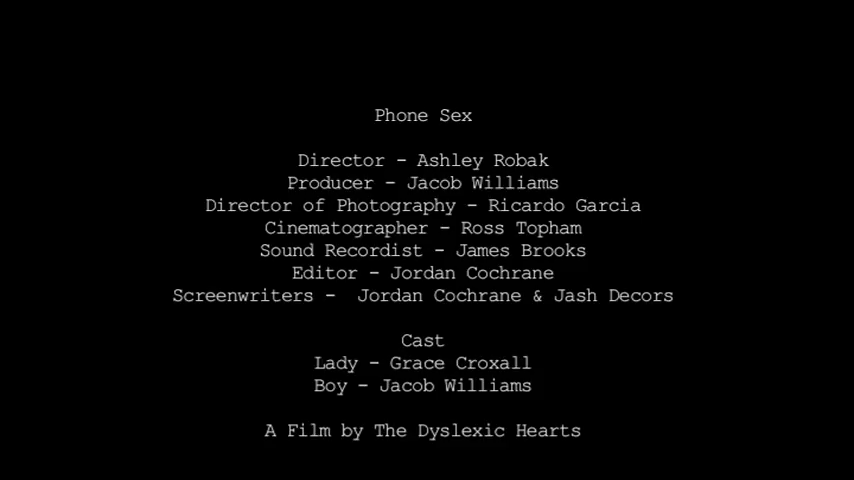 Phone Sex
Director - Ashley Robak
Producer - Jacob Williams
Director of Photography - Ricardo Garcia
Cinematographer - Ross Topham
Sound Recordist - James Brooks
Editor - Jordan Cochrane
Screenwriters -  Jordan Cochrane & Jash Decors
Cast
Lady - Grace Croxall
Boy - Jacob Williams
A Film by The Dyslexic Hearts